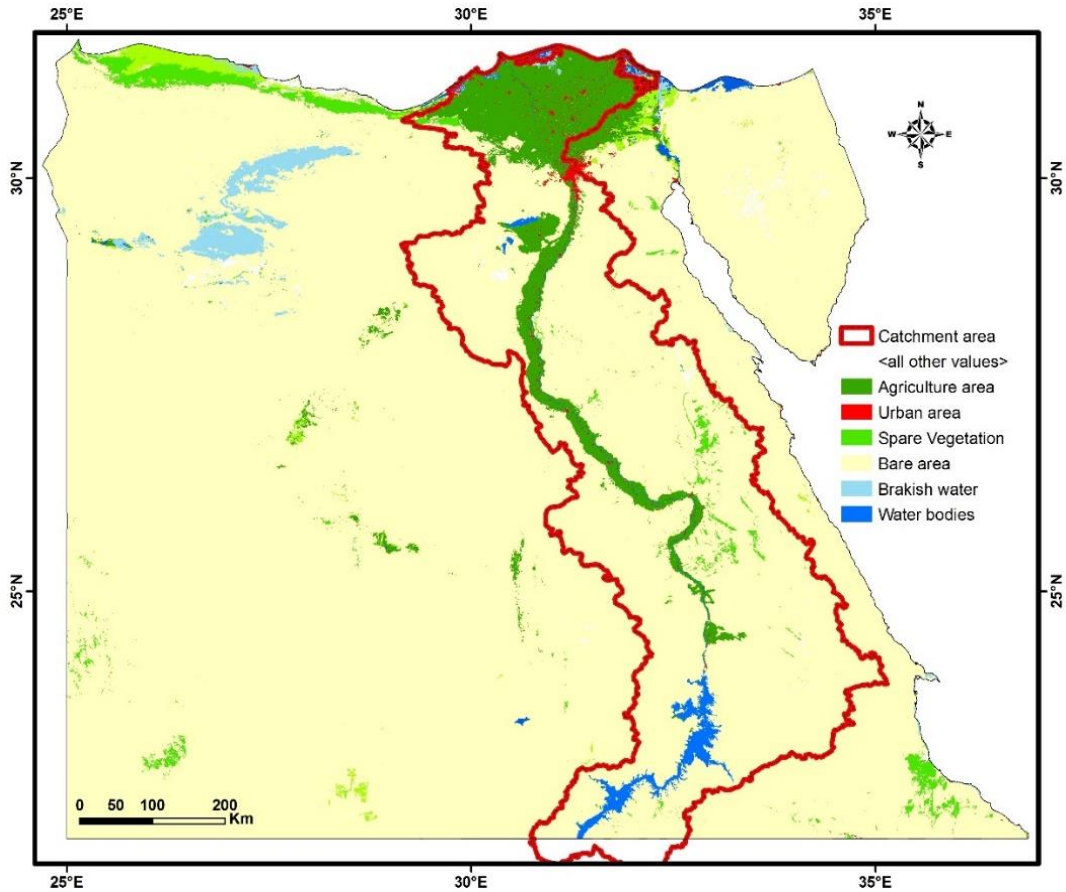 25°E 30°E 35°E
N
W E
S
30°N 30°N
Catchment area
<all other values>
Agriculture area
Urban area
Spare Vegetation
Bare area
Brakish water
Water bodies
25°N 25°N
0 50 100 200
Km
25°E 30°E 35°E